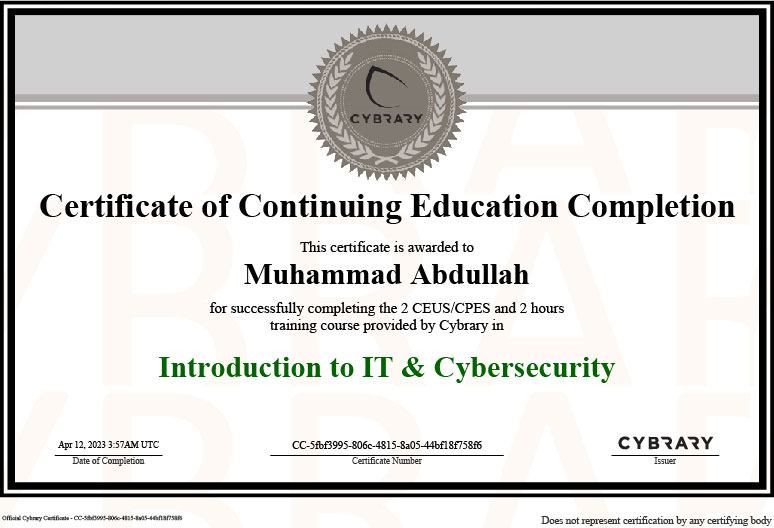 CYBRARY
Certificate of Continuing Education Completion
This certificate is awarded to
Muhammad Abdullah
for successfully completing the 2 CEUS/CPES and 2 hours
training course provided by Cybrary in
Introduction to IT & Cybersecurity
Apr 12, 2023 3:57AM UTC
Date of Completion
CC-5fbf3995-806c-4815-8a05-44bf18f758f6
Certificate Number
CYBRARY
Issuer
Official Cybrary Certificate - CC-5fbf3995-806c-4815-8a05-44bf18f758f6
Does not represent certification by any certifying body